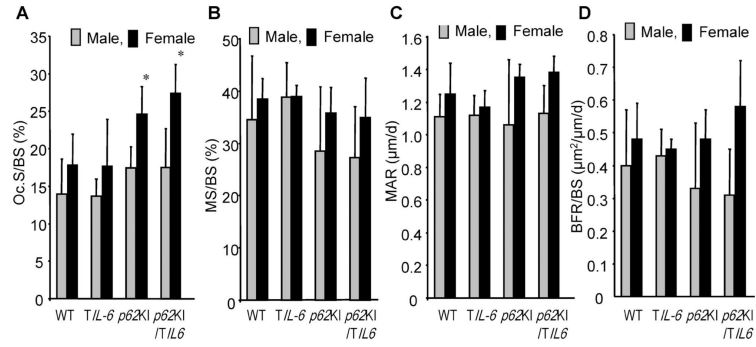 A
Male, Female
Oc.S/BS (%)
35
30
25
20
15
10
5
0
* *
WT TIL-6 p62KI p62KI
/TIL6
B
Male, Female
MS/BS (%)
50
40
30
20
10
0
WT TIL-6 p62KI p62KI
/TIL6
C
Male, Female
MAR (μm/d)
1.6
1.4
1.2
1
0.8
0.6
0.4
0.2
0
WT TIL-6 p62KI p62KI
/TIL6
D
Male, Female
BFR/BS (μm²/μm/d)
0.8
0.7
0.6
0.5
0.4
0.3
0.2
0.1
0
WT TIL-6 p62KI p62KI
/TIL6